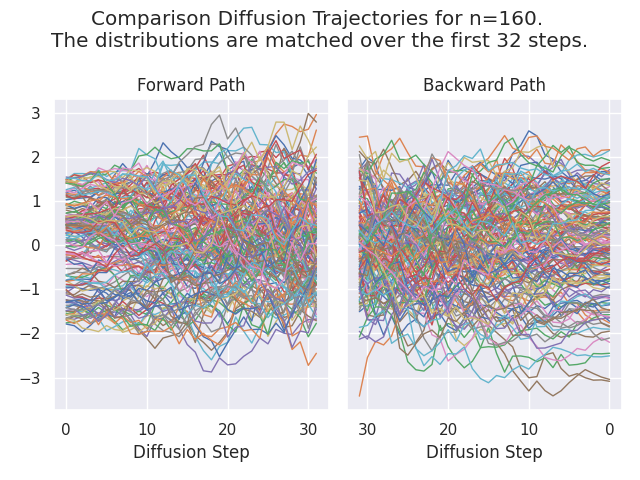 Comparison Diffusion Trajectories for n=160.
The distributions are matched over the first 32 steps.
Forward Path
Backward Path
3
2
1
0
−1
−2
−3
0 10 20 30
30 20 10 0
Diffusion Step
Diffusion Step